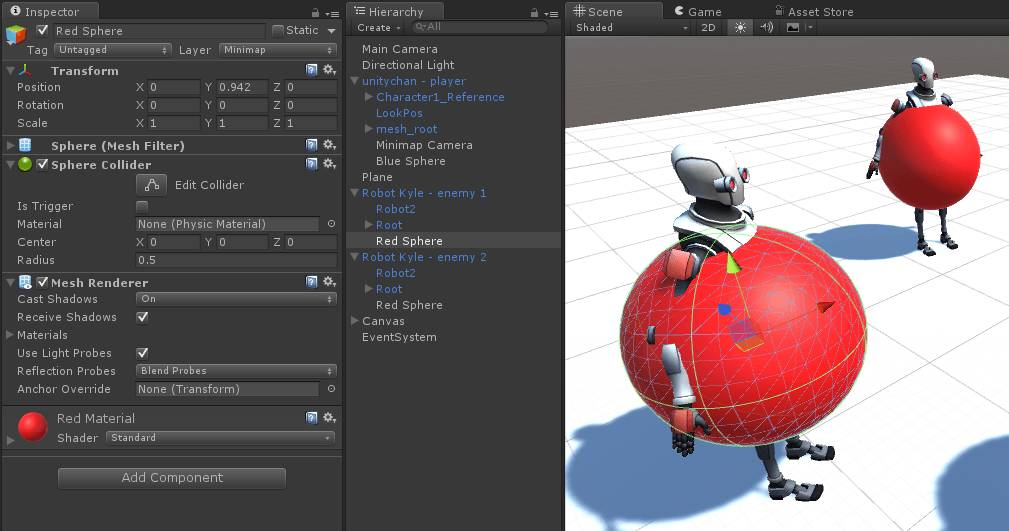 Inspector
Red Sphere Static
Tag Untagged Layer Minimap
Transform
Position X 0 Y 0.942 Z 0
Rotation X 0 Y 0 Z 0
Scale X 1 Y 1 Z 1
Sphere (Mesh Filter)
Sphere Collider
Edit Collider
Is Trigger
Material None (Physic Material)
Center X 0 Y 0 Z 0
Radius 0.5
Mesh Renderer
Cast Shadows On
Receive Shadows
Materials
Use Light Probes
Reflection Probes Blend Probes
Anchor Override None (Transform)
Red Material
Shader Standard
Add Component
Hierarchy
Create All
Main Camera
Directional Light
unitychan - player
Character1_Reference
LookPos
mesh_root
Minimap Camera
Blue Sphere
Plane
Robot Kyle - enemy 1
Robot2
Root
Red Sphere
Robot Kyle - enemy 2
Robot2
Root
Red Sphere
Canvas
EventSystem
Scene Game Asset Store
Shaded 2D